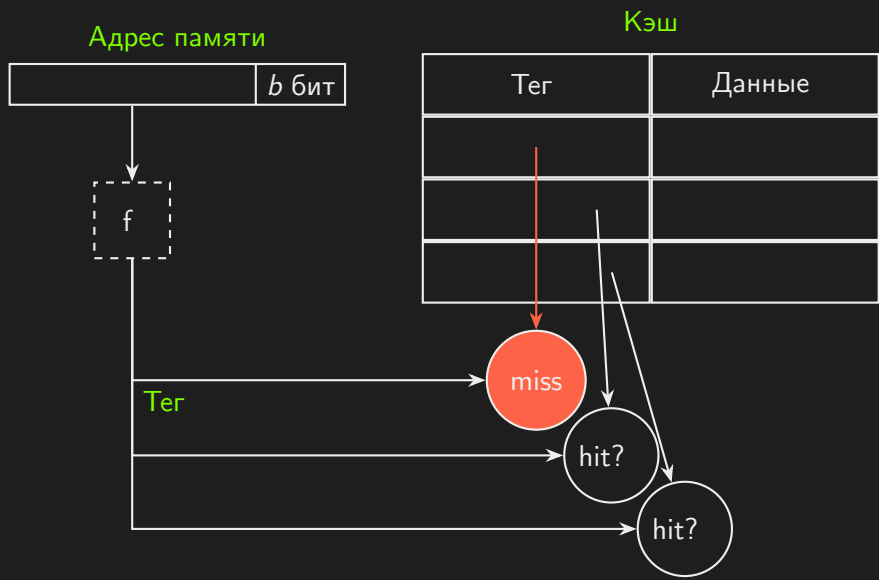 Адрес памяти
b бит
f
Тег
Кэш
Тег
Данные
miss
hit?
hit?